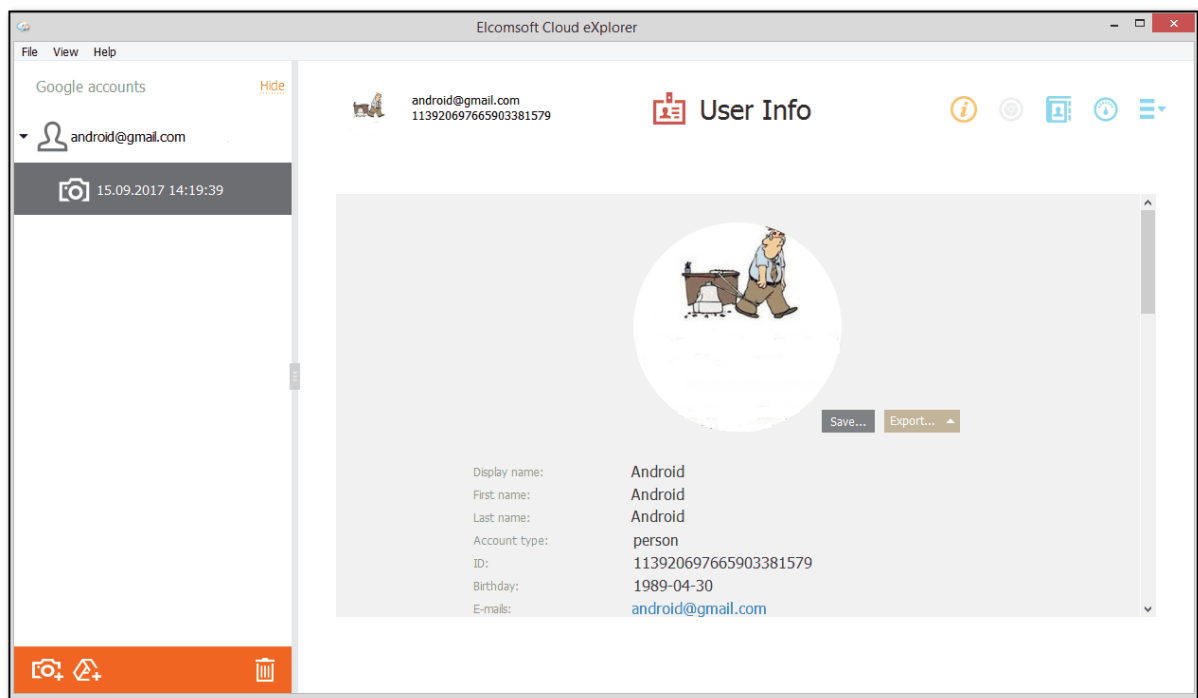 Elcomsoft Cloud eXplorer
File View Help
Google accounts Hide
android@gmail.com
15.09.2017 14:19:39
android@gmail.com
113920697665903381579
User Info
Save... Export...
Display name: Android
First name: Android
Last name: Android
Account type: person
ID: 113920697665903381579
Birthday: 1989-04-30
E-mails: android@gmail.com